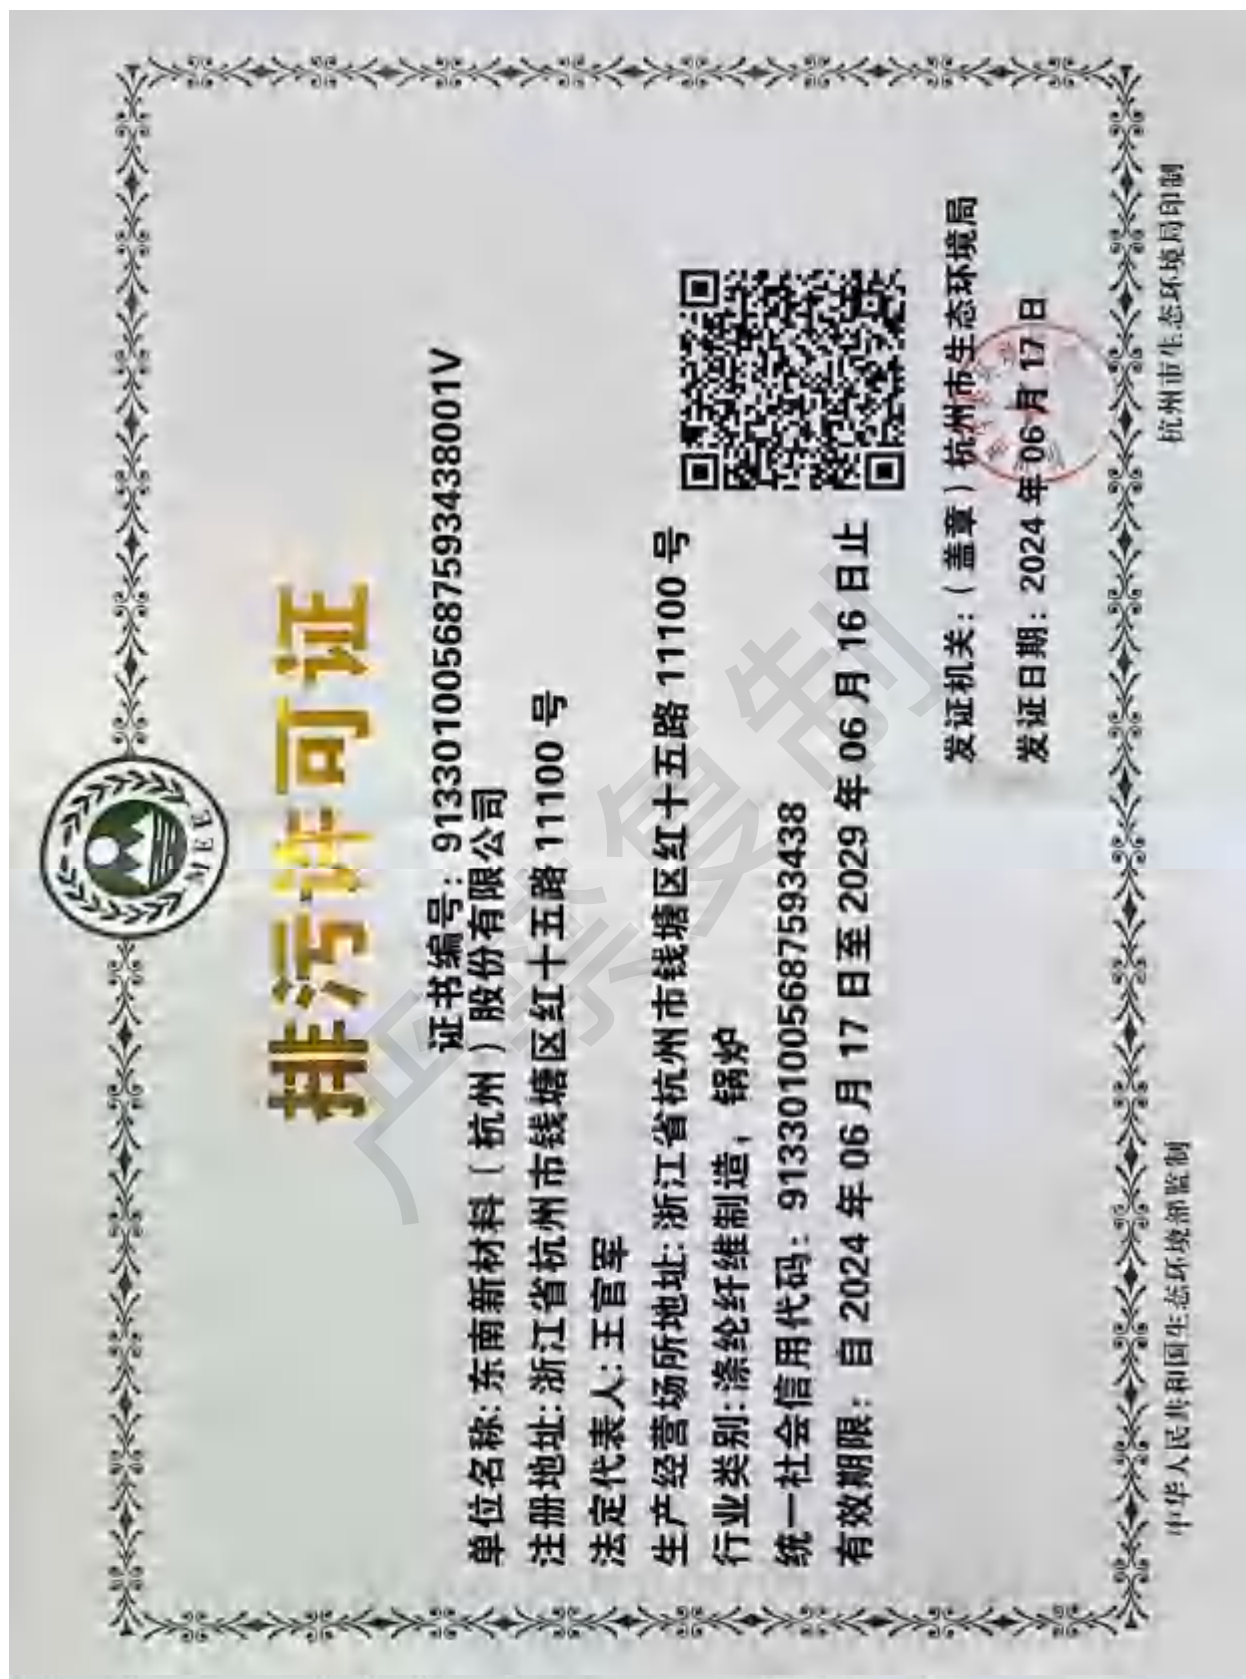 MEE
排污许可证
证书编号：913301005687593438001V
单位名称：东南新材料（杭州）股份有限公司
注册地址：浙江省杭州市钱塘区红十五路 11100 号
法定代表人：王官军
生产经营场所地址：浙江省杭州市钱塘区红十五路 11100 号
行业类别：涤纶纤维制造，锅炉
统一社会信用代码：913301005687593438
有效期限：自 2024 年 06 月 17 日至 2029 年 06 月 16 日止
发证机关：（盖章）杭州市生态环境局
发证日期：2024 年 06 月 17 日
中华人民共和国生态环境部监制
杭州市生态环境局印制
严禁复制